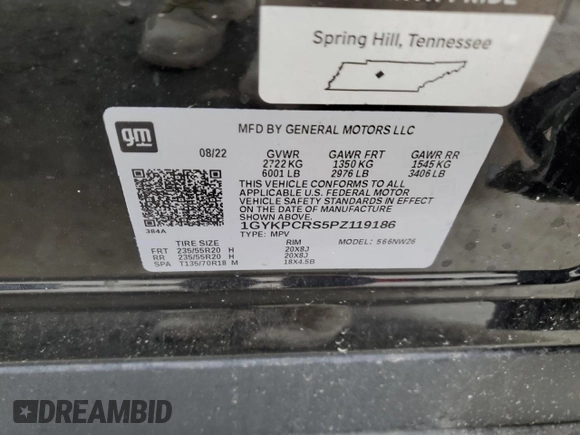 PRIDE
Spring Hill, Tennessee
gm
MFD BY GENERAL MOTORS LLC
08/22 GVWR GAWR FRT GAWR RR
2722 KG 1350 KG 1545 KG
6001 LB 2976 LB 3406 LB
THIS VEHICLE CONFORMS TO ALL
APPLICABLE U.S. FEDERAL MOTOR
VEHICLE SAFETY STANDARDS IN EFFECT
ON THE DATE OF MANUFACTURE
SHOWN ABOVE.
384A
1GYKPCRS5PZ119186
TYPE: MPV MODEL: 566NW26
TIRE SIZE RIM
FRT 235/55R20 H 20X8J
RR 235/55R20 H 20X8J
SPA T135/70R18 M 18X4.5B
DREAMBID